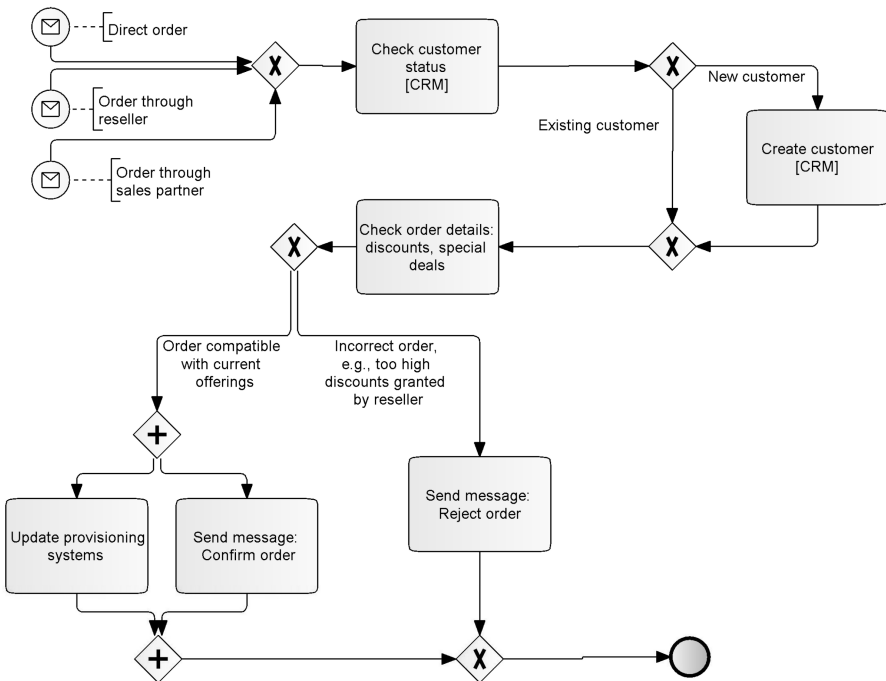 Direct order
Order through
reseller
Order through
sales partner
Check customer
status
[CRM]
New customer
Existing customer
Create customer
[CRM]
Check order details:
discounts, special
deals
Order compatible
with current
offerings
Incorrect order,
e.g., too high
discounts granted
by reseller
Update provisioning
systems
Send message:
Confirm order
Send message:
Reject order